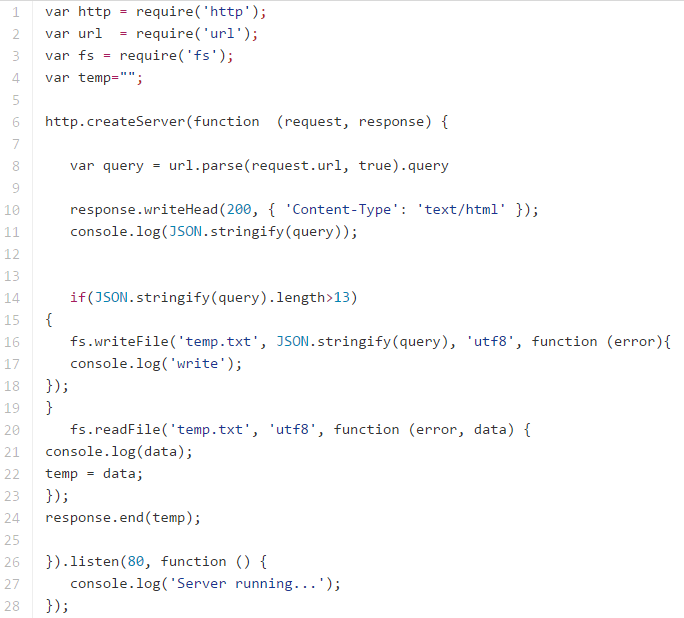 1 var http = require('http');
2 var url  = require('url');
3 var fs = require('fs');
4 var temp="";
5
6 http.createServer(function  (request, response) {
7
8    var query = url.parse(request.url, true).query
9
10    response.writeHead(200, { 'Content-Type': 'text/html' });
11    console.log(JSON.stringify(query));
12
13
14    if(JSON.stringify(query).length>13)
15 {
16    fs.writeFile('temp.txt', JSON.stringify(query), 'utf8', function (error){
17    console.log('write');
18 });
19 }
20    fs.readFile('temp.txt', 'utf8', function (error, data) {
21 console.log(data);
22 temp = data;
23 });
24 response.end(temp);
25
26 }).listen(80, function () {
27    console.log('Server running...');
28 });